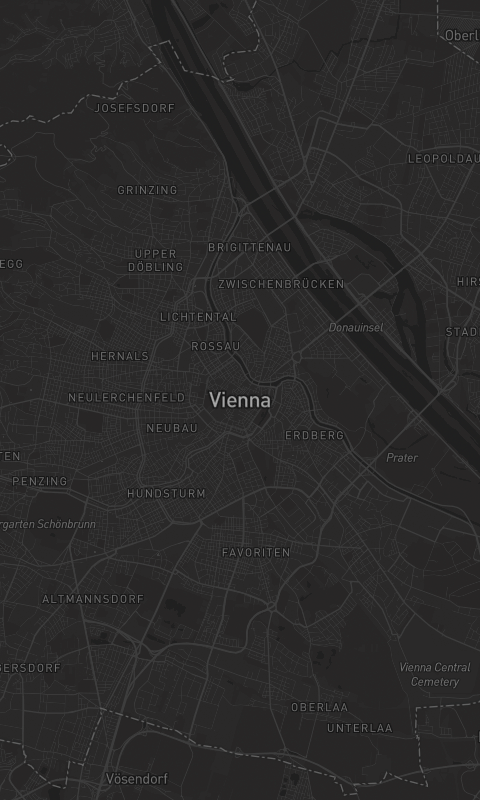 JOSEFSDORF
GRINZING
BRIGITTENAU
UPPER
DÖBLING
ZWISCHENBRÜCKEN
LICHTENTAL
Donauinsel
ROSSAU
HERNALS
NEULERCHENFELD
Vienna
NEUBAU
ERDBERG
Prater
PENZING
HUNDSTURM
rgarten Schönbrunn
FAVORITEN
ALTMANNSDORF
Vienna Central
Cemetery
OBERLAA
UNTERLAA
Vösendorf
Oberl
LEOPOLDAU
EGG
HIRS
STAD
TEN
BERSDORF